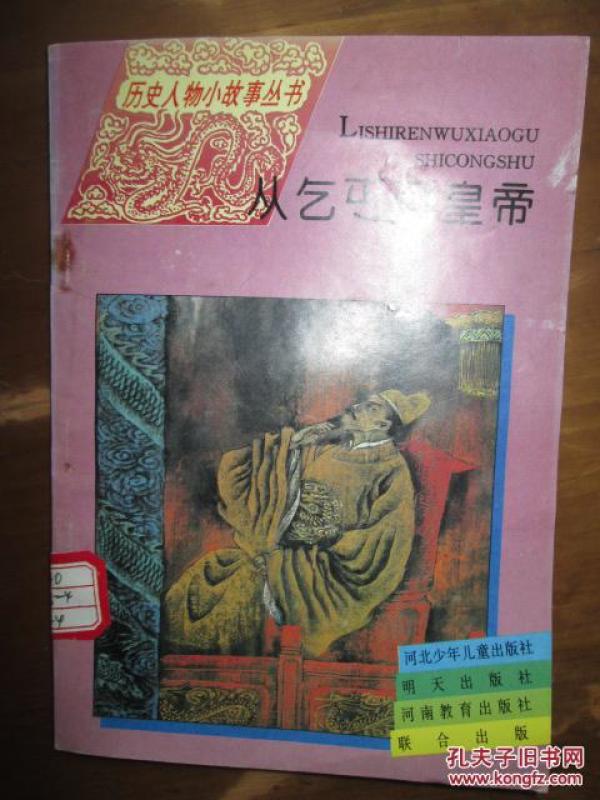 历史人物小故事丛书
LISHIRENWUXIAOGU
SHICONGSHU
从乞丐到皇帝
河北少年儿童出版社
明天出版社
河南教育出版社
联合出版
孔夫子旧书网
www.kongfz.com